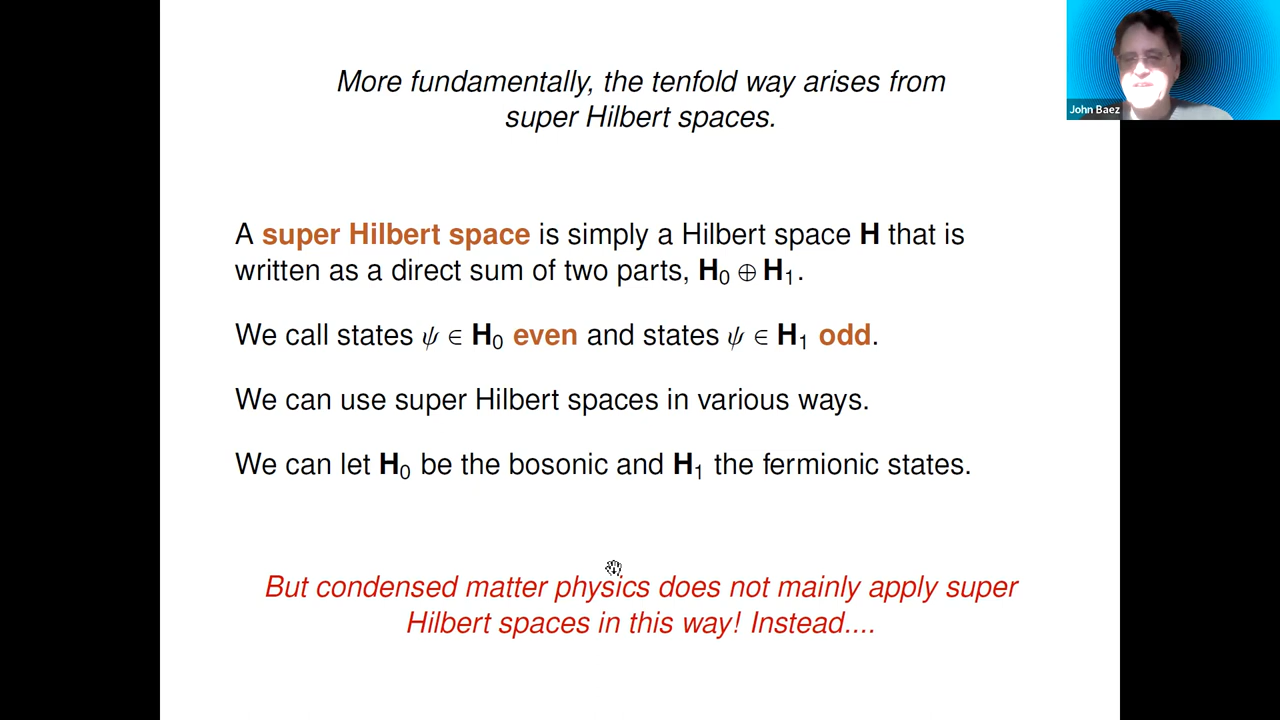 More fundamentally, the tenfold way arises from
super Hilbert spaces.
John Baez
A super Hilbert space is simply a Hilbert space H that is
written as a direct sum of two parts, H₀ ⊕ H₁.
We call states ψ ∈ H₀ even and states ψ ∈ H₁ odd.
We can use super Hilbert spaces in various ways.
We can let H₀ be the bosonic and H₁ the fermionic states.
But condensed matter physics does not mainly apply super
Hilbert spaces in this way! Instead....